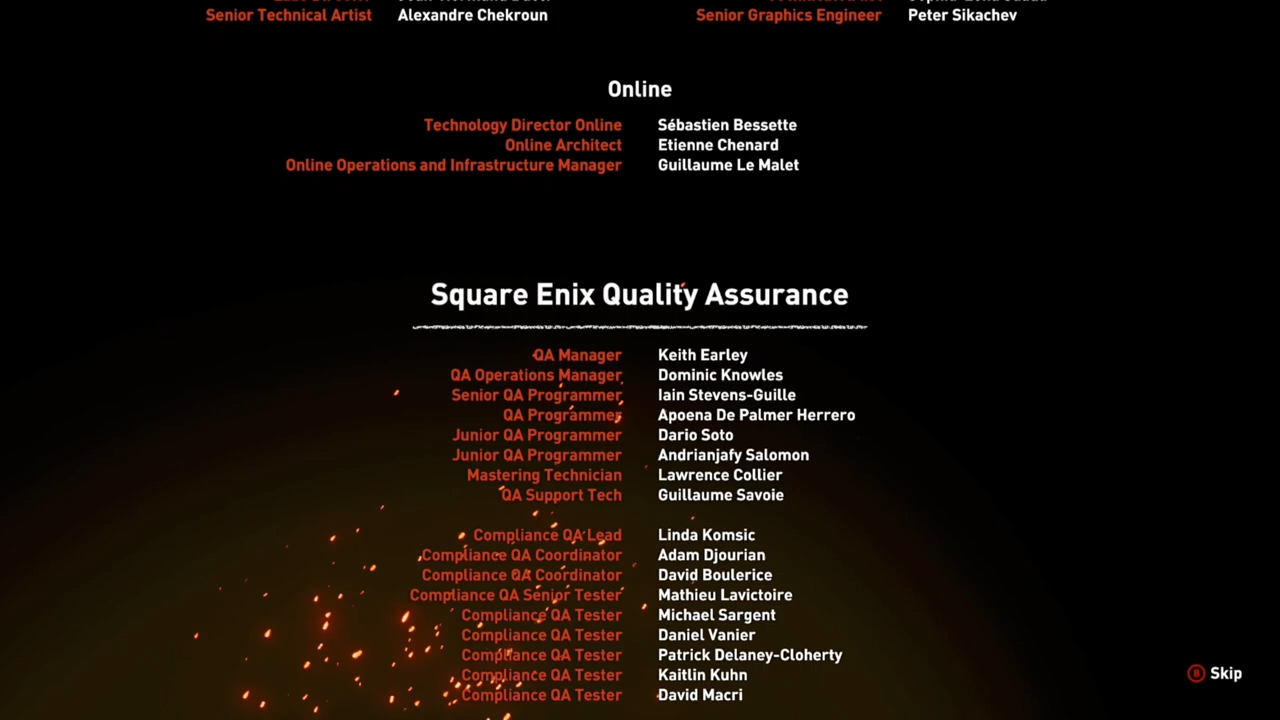 Senior Technical Artist Alexandre Chekroun Senior Graphics Engineer Peter Sikachev
Online
Technology Director Online Sébastien Bessette
Online Architect Etienne Chenard
Online Operations and Infrastructure Manager Guillaume Le Malet
Square Enix Quality Assurance
QA Manager Keith Earley
QA Operations Manager Dominic Knowles
Senior QA Programmer Iain Stevens-Guille
QA Programmer Apoena De Palmer Herrero
Junior QA Programmer Dario Soto
Junior QA Programmer Andrianjafy Salomon
Mastering Technician Lawrence Collier
QA Support Tech Guillaume Savoie
Compliance QA Lead Linda Komsic
Compliance QA Coordinator Adam Djourian
Compliance QA Coordinator David Boulerice
Compliance QA Senior Tester Mathieu Lavictoire
Compliance QA Tester Michael Sargent
Compliance QA Tester Daniel Vanier
Compliance QA Tester Patrick Delaney-Cloherty
Compliance QA Tester Kaitlin Kuhn
Compliance QA Tester David Macri
B Skip